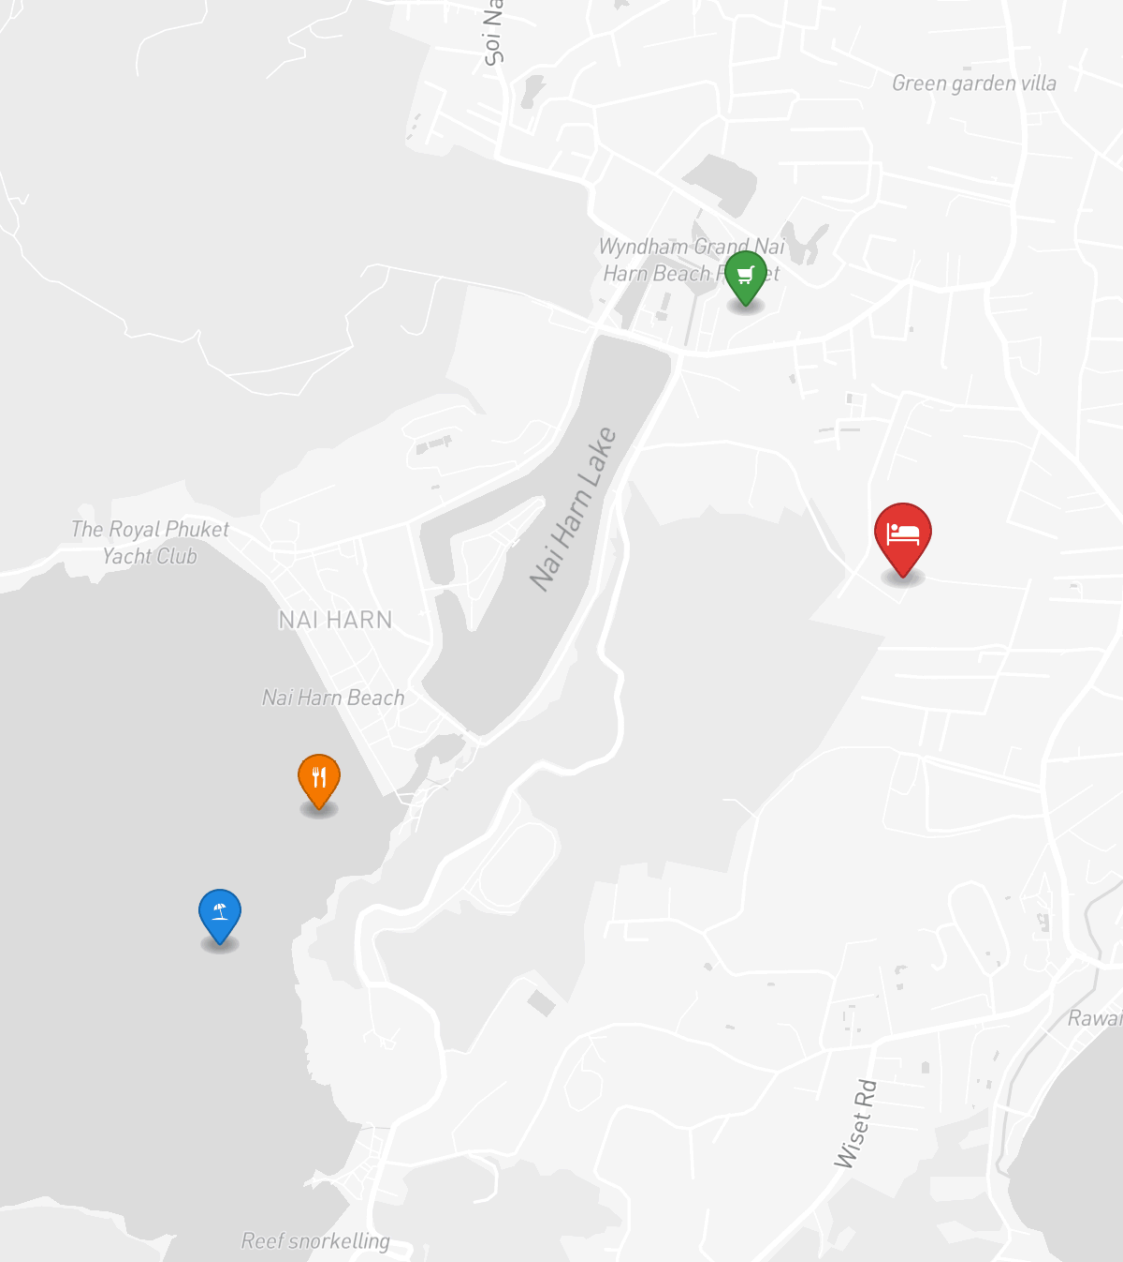 Soi Na
Green garden villa
Wyndham Grand Nai
Harn Beach
Nai Harn Lake
The Royal Phuket
Yacht Club
NAI HARN
Nai Harn Beach
Rawai
Wiset Rd
Reef snorkelling